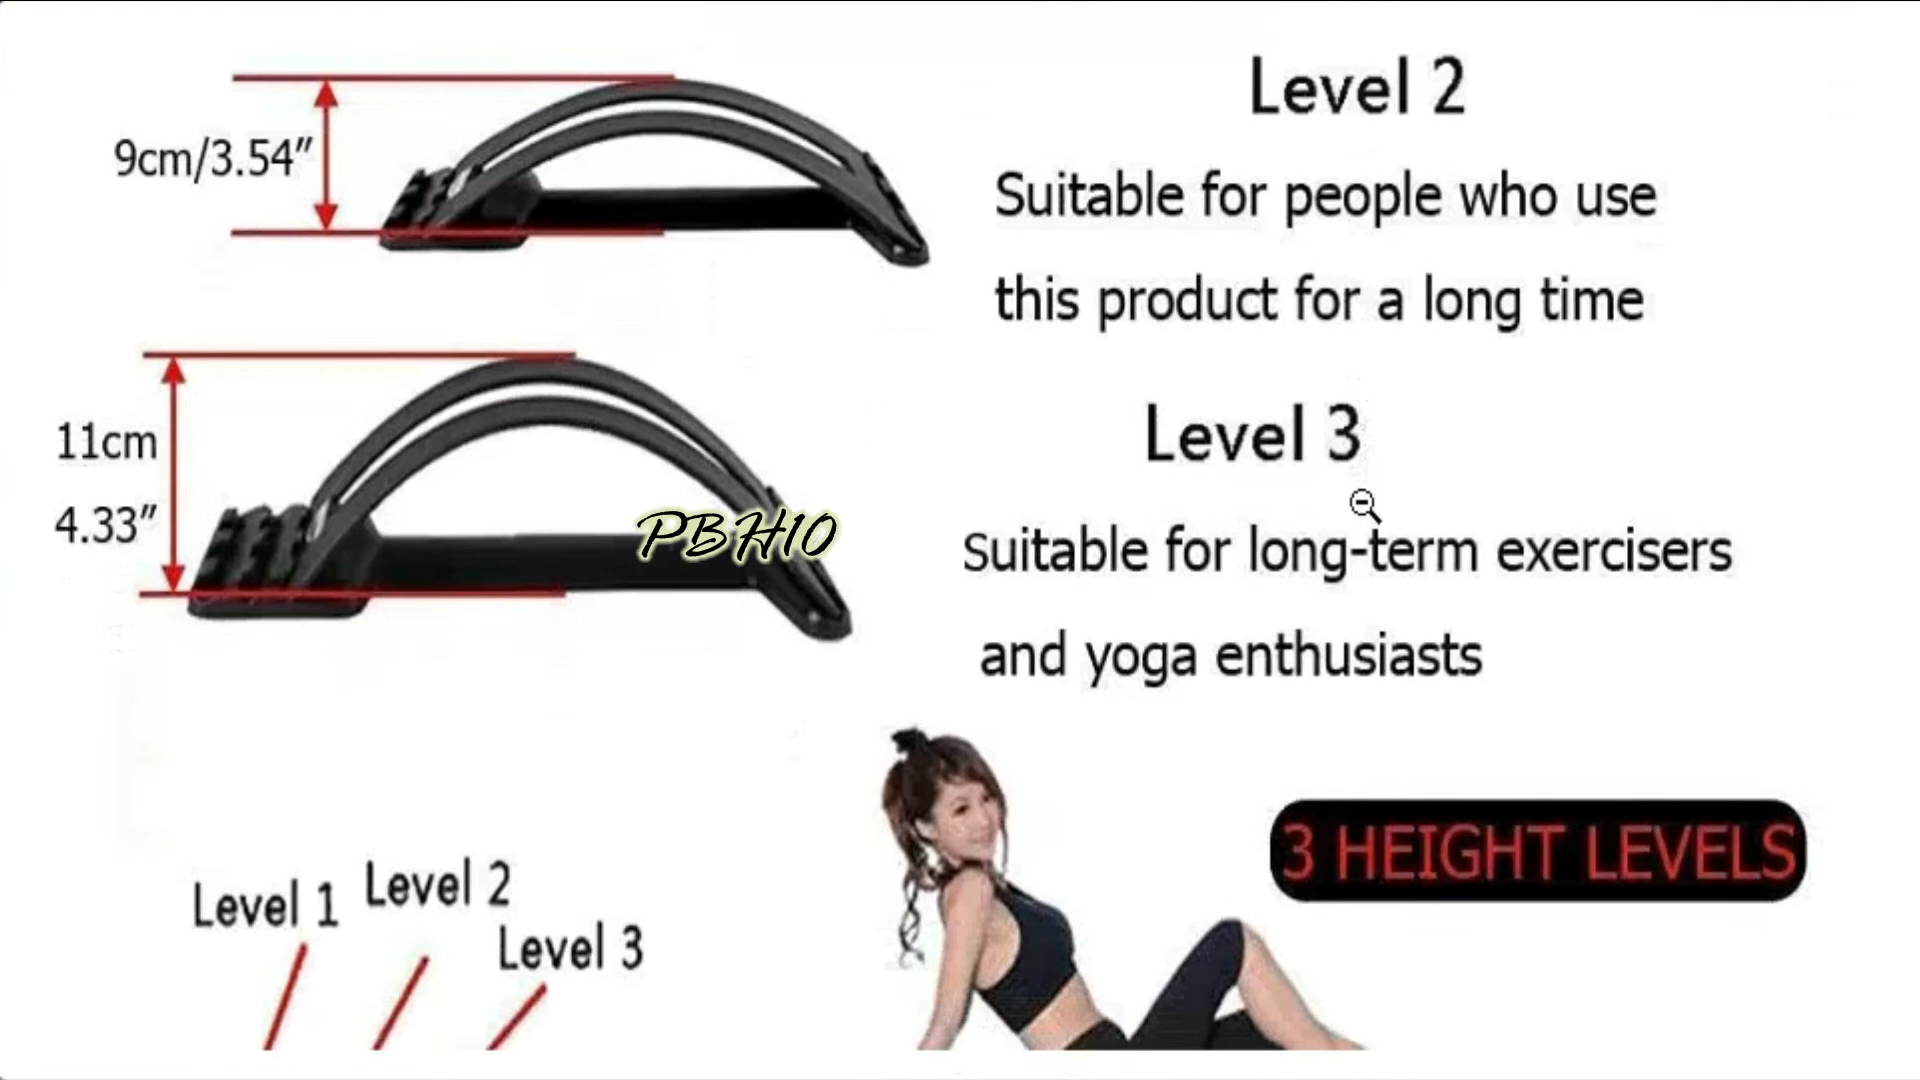 Level 2
9cm/3.54"
Suitable for people who use
this product for a long time
Level 3
11cm
4.33"
PBH10
Suitable for long-term exercisers
and yoga enthusiasts
3 HEIGHT LEVELS
Level 1
Level 2
Level 3